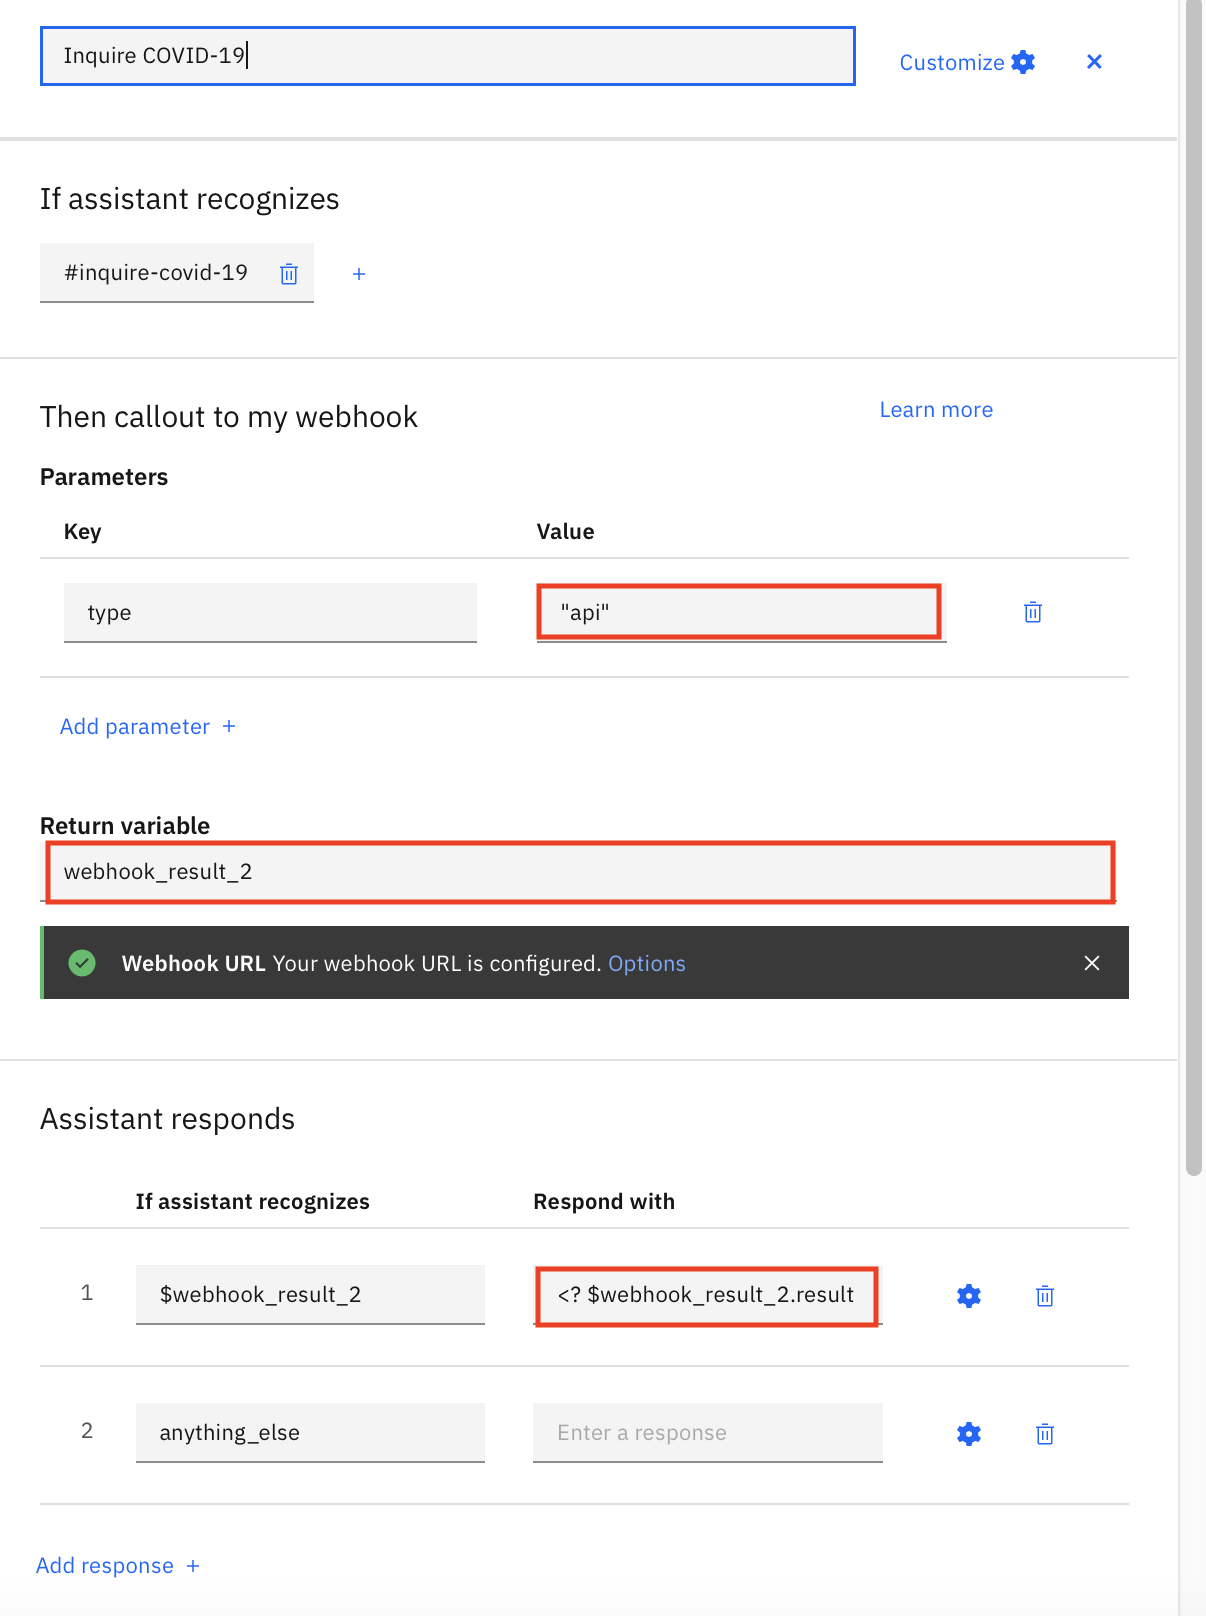 Inquire COVID-19
Customize
If assistant recognizes
#inquire-covid-19
+
Then callout to my webhook
Learn more
Parameters
Key Value
type "api"
Add parameter +
Return variable
webhook_result_2
Webhook URL Your webhook URL is configured. Options
Assistant responds
If assistant recognizes Respond with
1 $webhook_result_2 <? $webhook_result_2.result
2 anything_else Enter a response
Add response +